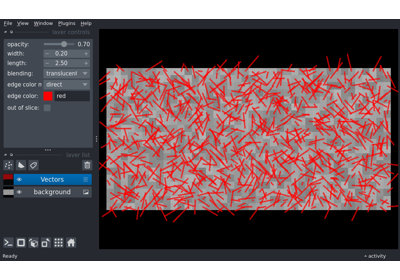 File View Window Plugins Help
layer controls
opacity: 0.70
width: 0.20
length: 2.50
blending: translucent
edge color m direct
edge color: red
out of slice:
layer list
Vectors
background
Ready
activity